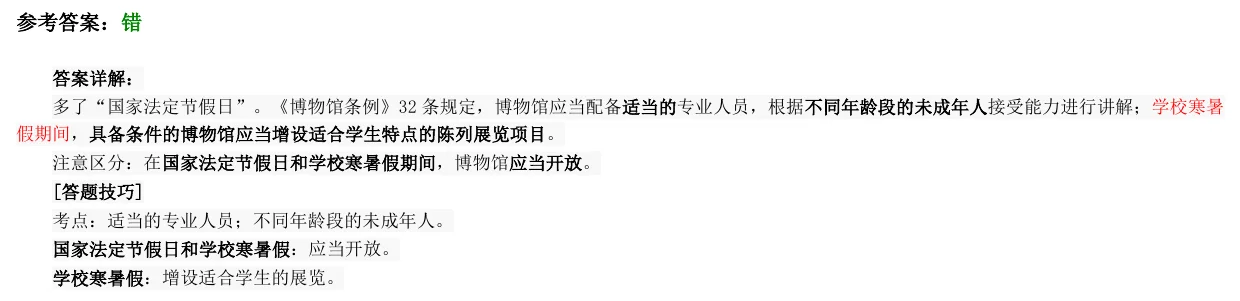 参考答案：错
答案详解：
多了“国家法定节假日”。《博物馆条例》32 条规定，博物馆应当配备适当的专业人员，根据不同年龄段的未成年人接受能力进行讲解；学校寒暑
假期间，具备条件的博物馆应当增设适合学生特点的陈列展览项目。
注意区分：在国家法定节假日和学校寒暑假期间，博物馆应当开放。
[答题技巧]
考点：适当的专业人员；不同年龄段的未成年人。
国家法定节假日和学校寒暑假：应当开放。
学校寒暑假：增设适合学生的展览。